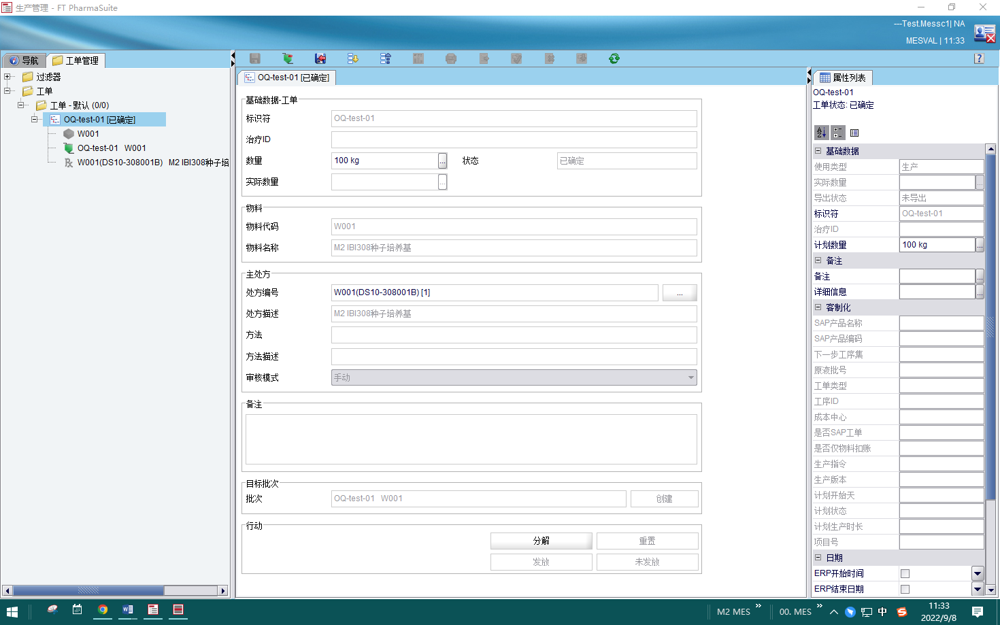 生产管理 - FT PharmaSuite
---Test.Messc1| NA
MESVAL | 11:33
导航
工单管理
过滤器
工单
工单 - 默认 (0/0)
OQ-test-01 [已确定]
W001
OQ-test-01 W001
W001(DS10-308001B) M2 IBI308种子培
OQ-test-01 [已确定]
基础数据-工单
标识符 OQ-test-01
治疗ID
数量 100 kg ... 状态 已确定
实际数量 ...
物料
物料代码 W001
物料名称 M2 IBI308种子培养基
主处方
处方编号 W001(DS10-308001B) [1] ...
处方描述 M2 IBI308种子培养基
方法
方法描述
审核模式 手动
备注
目标批次
批次 OQ-test-01 W001 创建
行动
分解 重置
发放 未发放
属性列表
OQ-test-01
工单状态: 已确定
基础数据
使用类型 生产
实际数量 ...
导出状态 未导出
标识符 OQ-test-01
治疗ID
计划数量 100 kg ...
备注
备注 ...
详细信息 ...
客制化
SAP产品名称
SAP产品编码
下一步工序集
原液批号
工单类型
工序ID
成本中心
是否SAP工单
是否仅物料扣账
生产指令
生产版本
计划开始天
计划状态
计划生产时长
项目号
日期
ERP开始时间
ERP结束日期
M2 MES » 00. MES » 中 11:33
2022/9/8